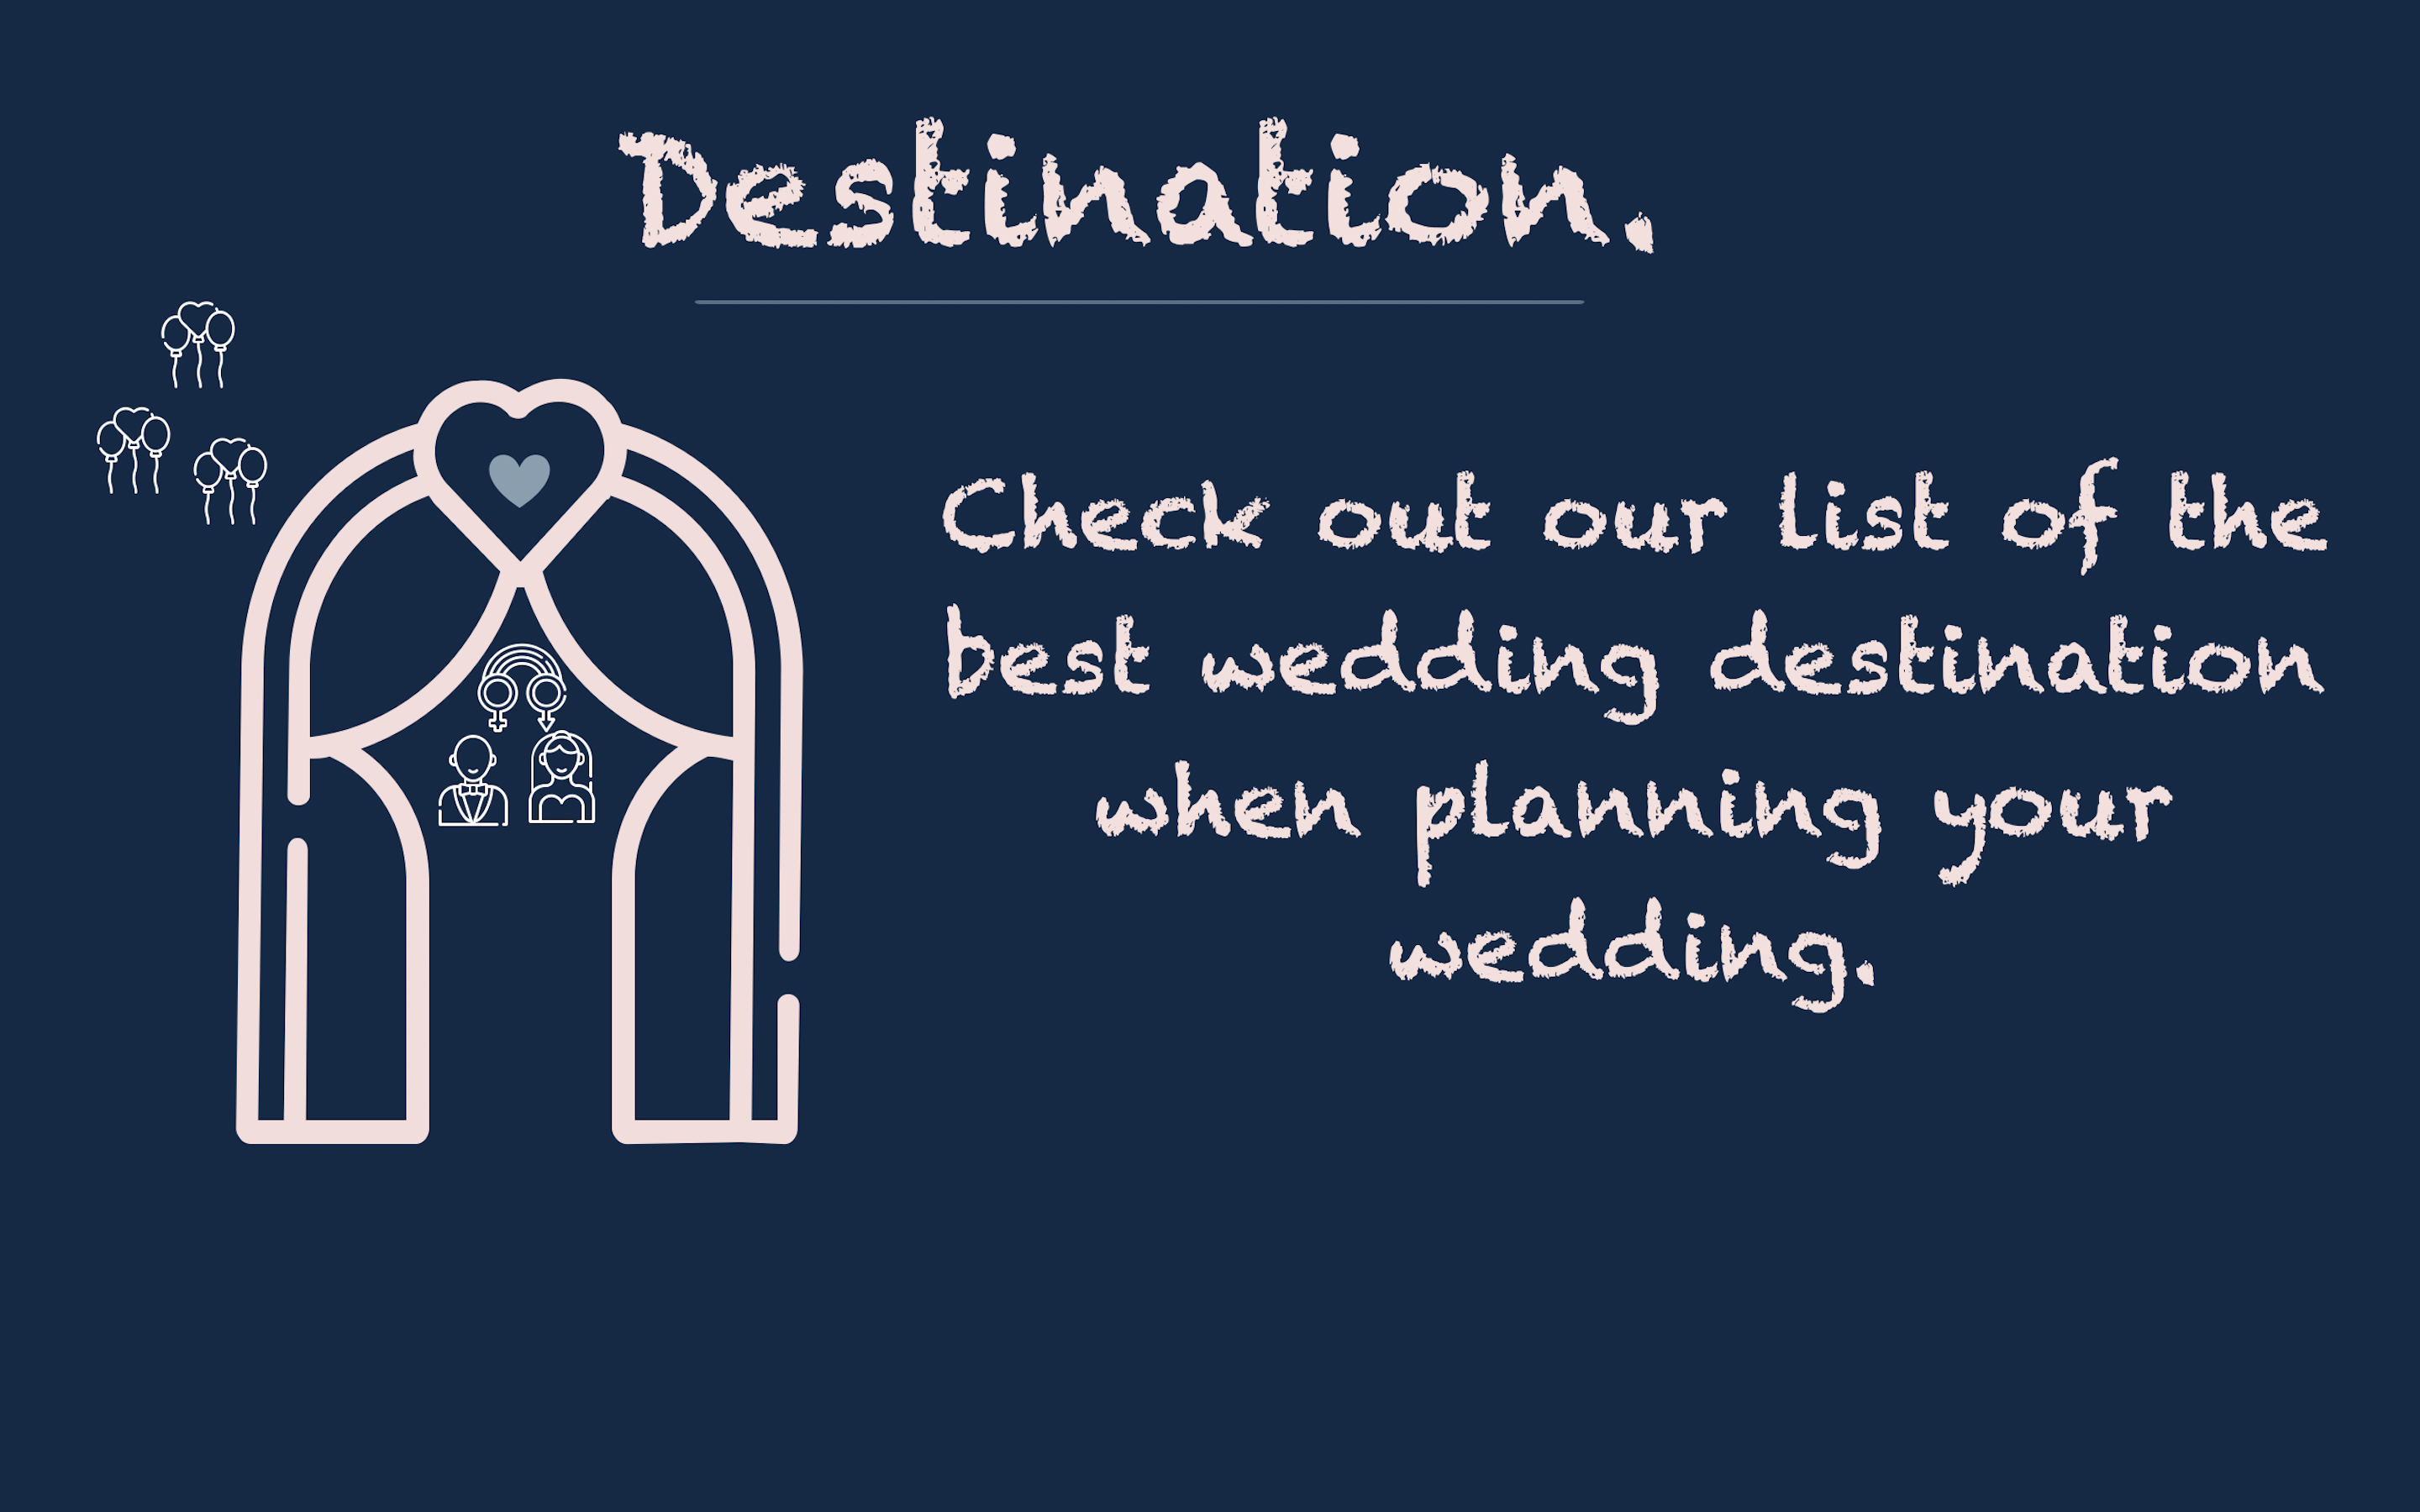 Destination.
Check out our list of the
best wedding destination
when planning your
wedding.